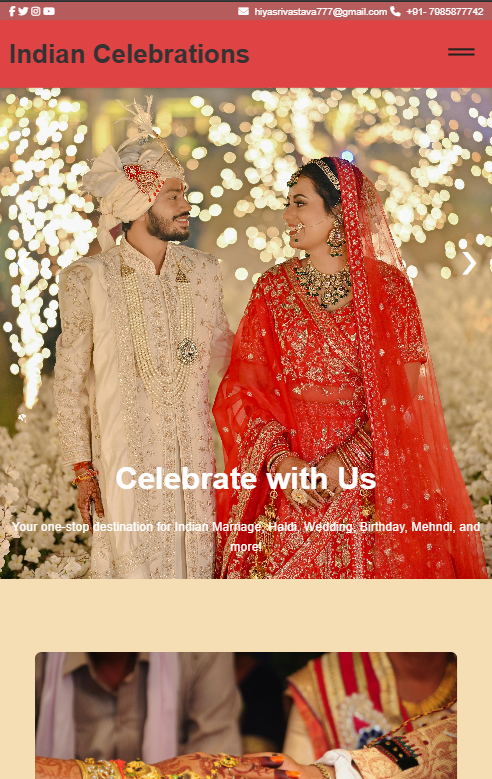 hiyasrivastava777@gmail.com +91- 7985877742
Indian Celebrations
Celebrate with Us
Your one-stop destination for Indian Marriage, Haldi, Wedding, Birthday, Mehndi, and
more!